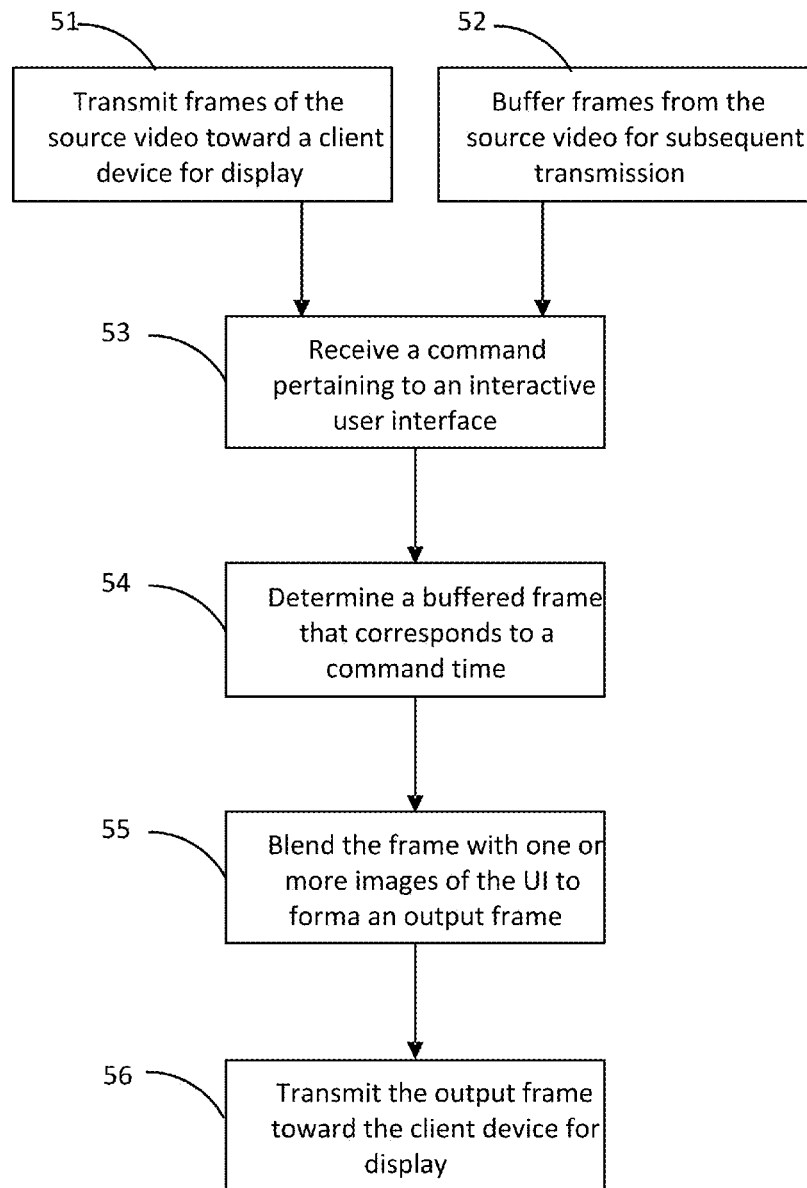 51
52
Transmit frames of the
source video toward a client
device for display
Buffer frames from the
source video for subsequent
transmission
53
Receive a command
pertaining to an interactive
user interface
54
Determine a buffered frame
that corresponds to a
command time
55
Blend the frame with one or
more images of the UI to
forma an output frame
56
Transmit the output frame
toward the client device for
display